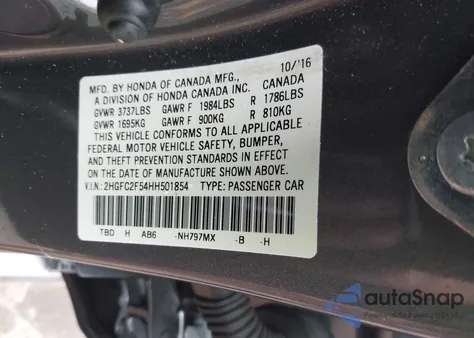 10/'16
MFD. BY HONDA OF CANADA MFG., CANADA
A DIVISION OF HONDA CANADA INC.
GVWR 3737LBS GAWR F 1984LBS R 1786LBS
GVWR 1695KG GAWR F 900KG R 810KG
THIS VEHICLE CONFORMS TO ALL APPLICABLE
FEDERAL MOTOR VEHICLE SAFETY, BUMPER,
AND THEFT PREVENTION STANDARDS IN EFFECT
ON THE DATE OF MANUFACTURE SHOWN ABOVE.
V.I.N.: 2HGFC2F54HH501854 TYPE: PASSENGER CAR
TBD H AB6 -NH797MX -B -H
autoSnap